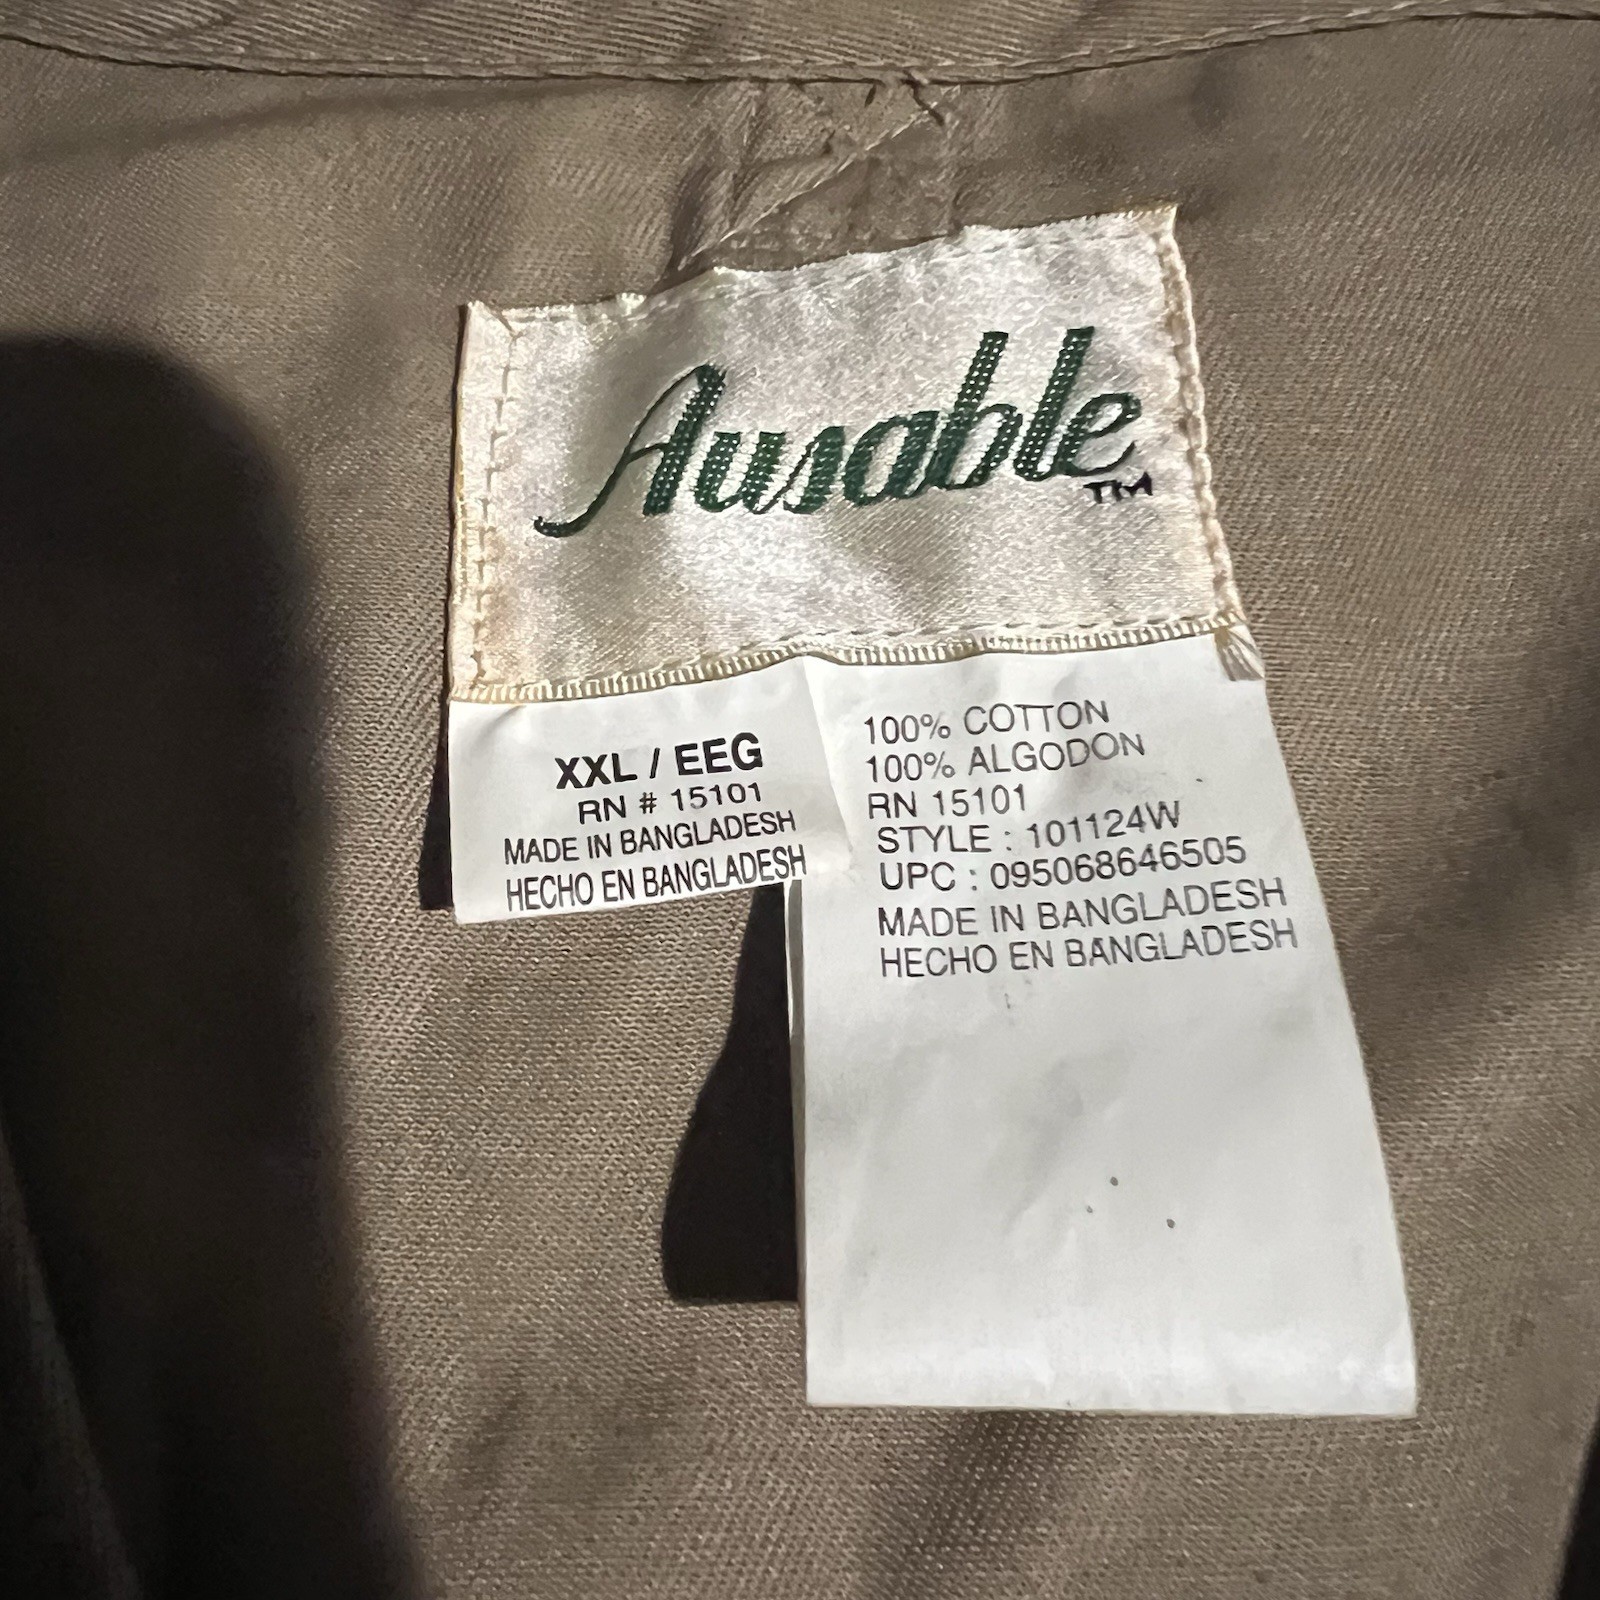 Ausable
TM
XXL / EEG
RN # 15101
MADE IN BANGLADESH
HECHO EN BANGLADESH
100% COTTON
100% ALGODON
RN 15101
STYLE : 101124W
UPC : 095068646505
MADE IN BANGLADESH
HECHO EN BANGLADESH